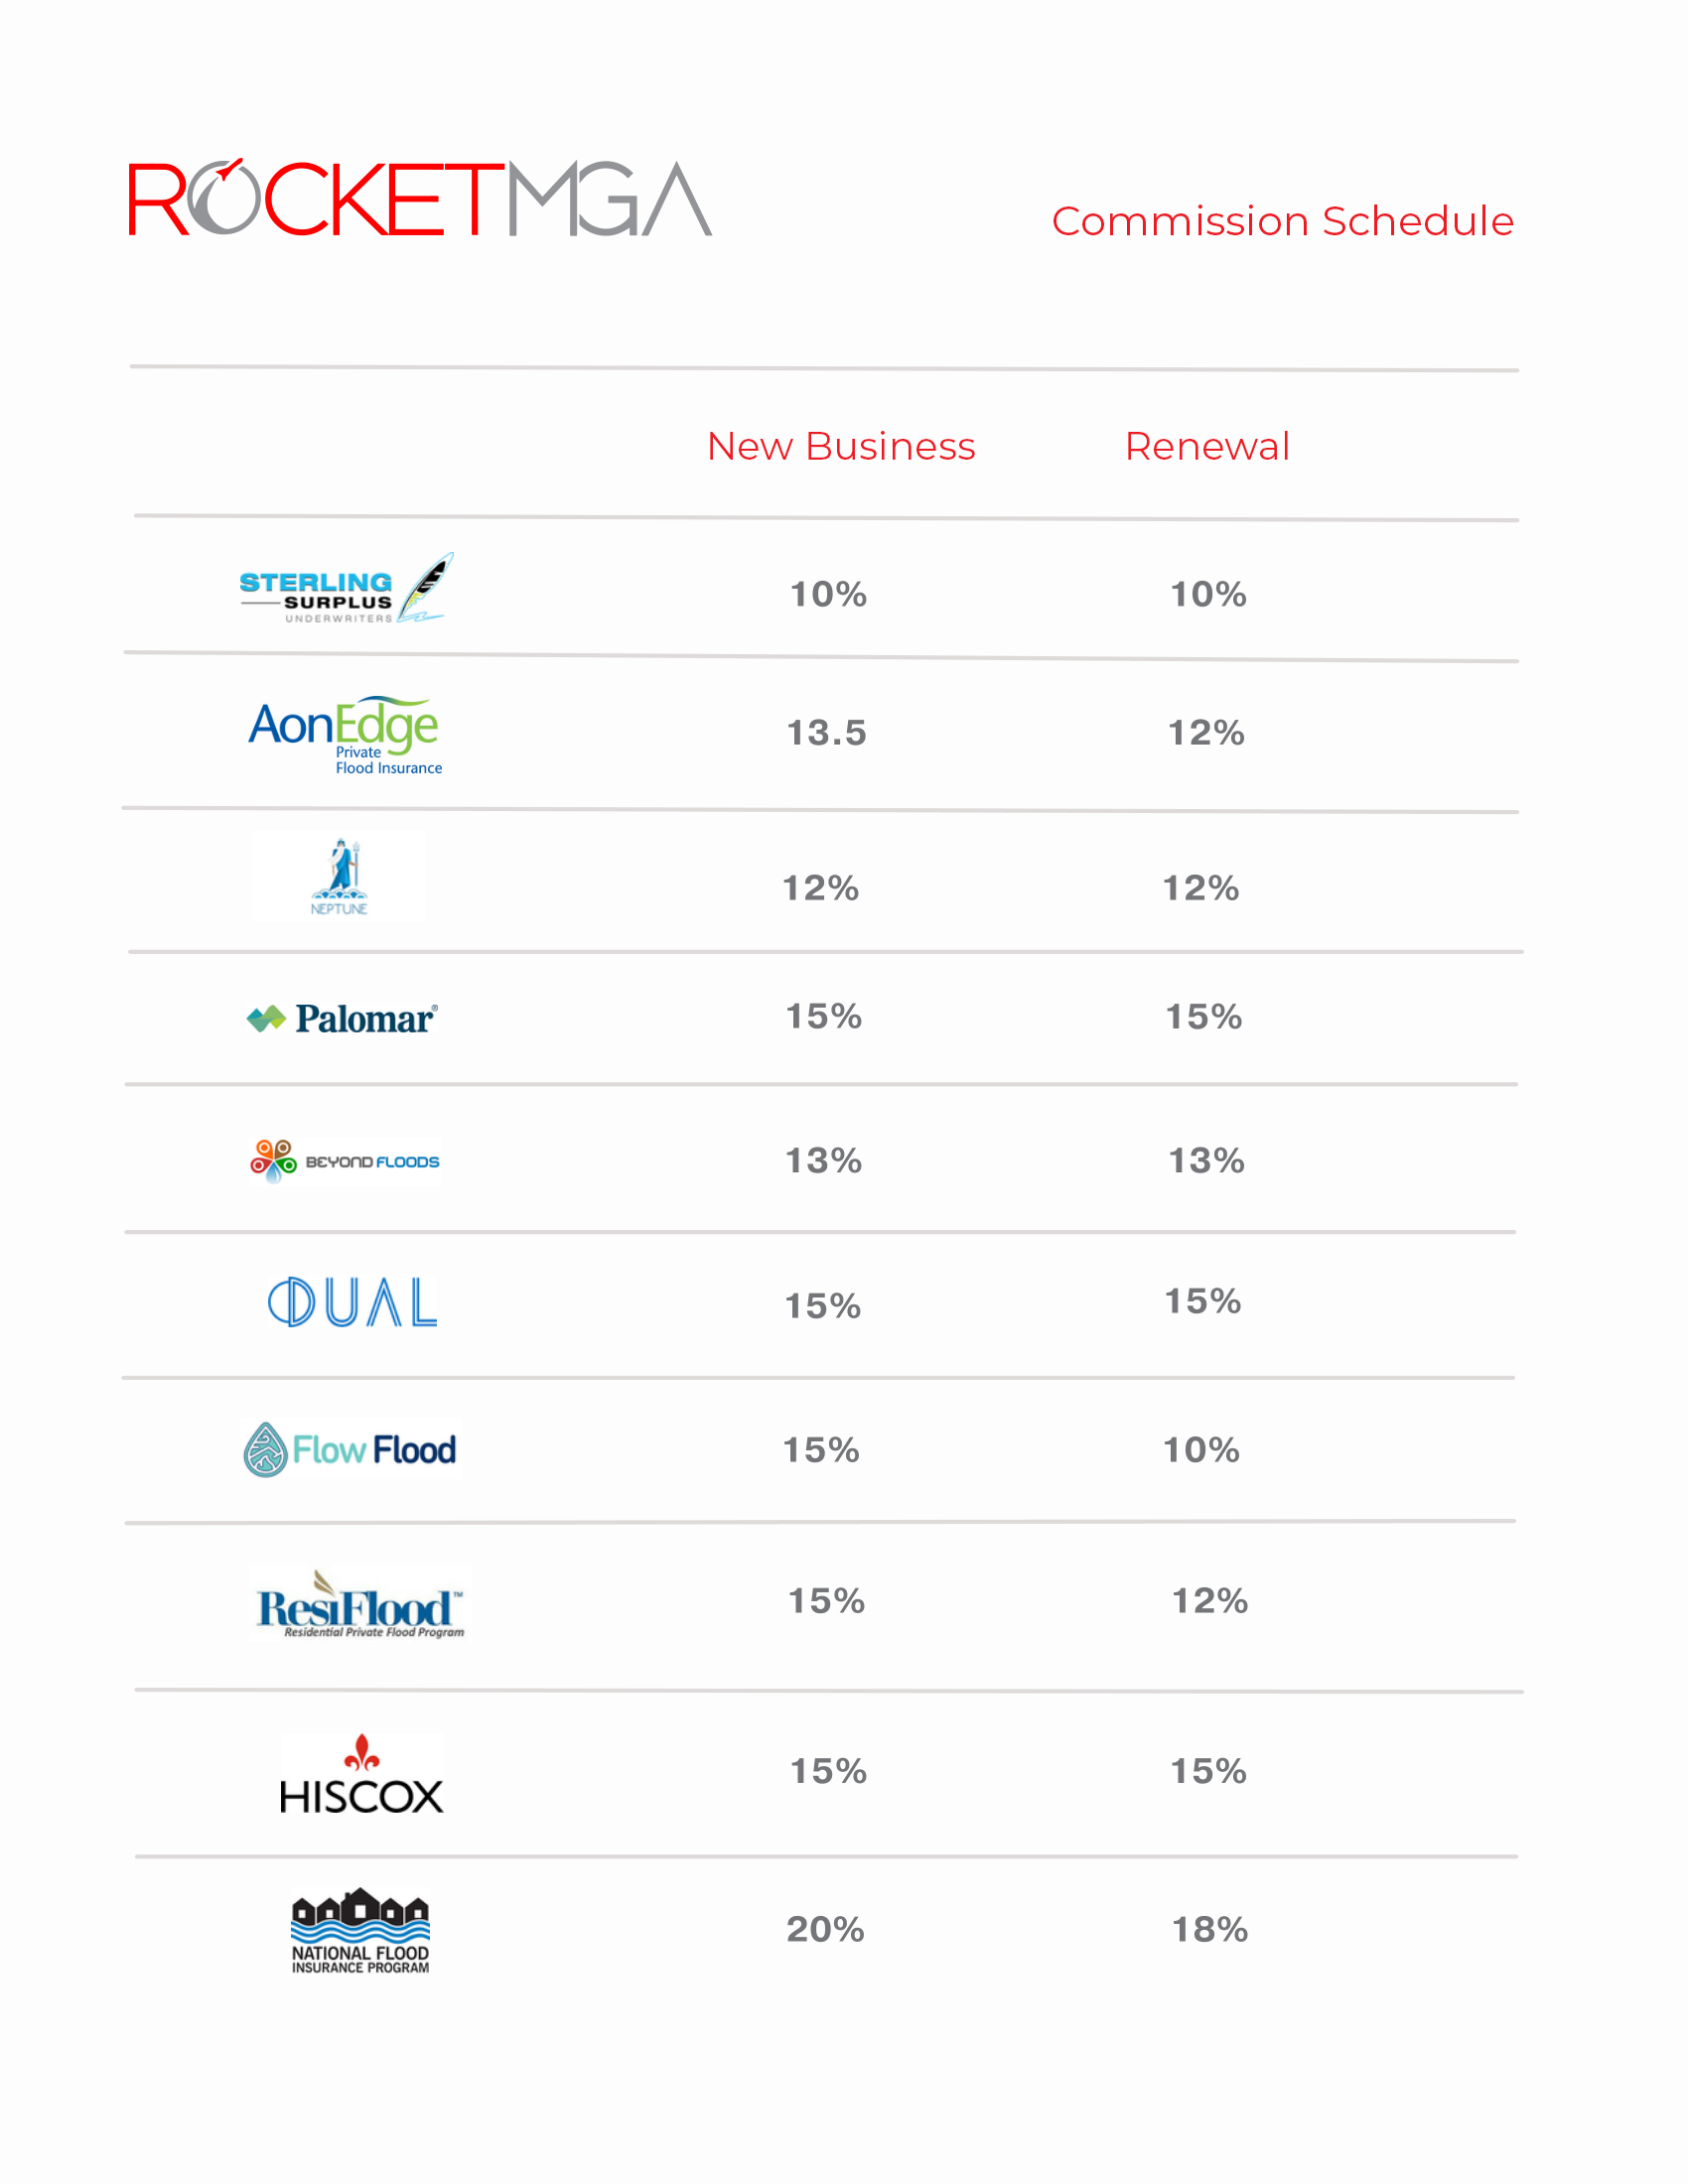 ROCKETMGA
Commission Schedule
New Business Renewal
STERLING
SURPLUS
UNDERWRITERS
10% 10%
AonEdge
Private
Flood Insurance
13.5 12%
NEPTUNE
12% 12%
Palomar®
15% 15%
BEYOND FLOODS
13% 13%
DUAL
15% 15%
Flow Flood
15% 10%
ResiFlood™
Residential Private Flood Program
15% 12%
HISCOX
15% 15%
NATIONAL FLOOD
INSURANCE PROGRAM
20% 18%